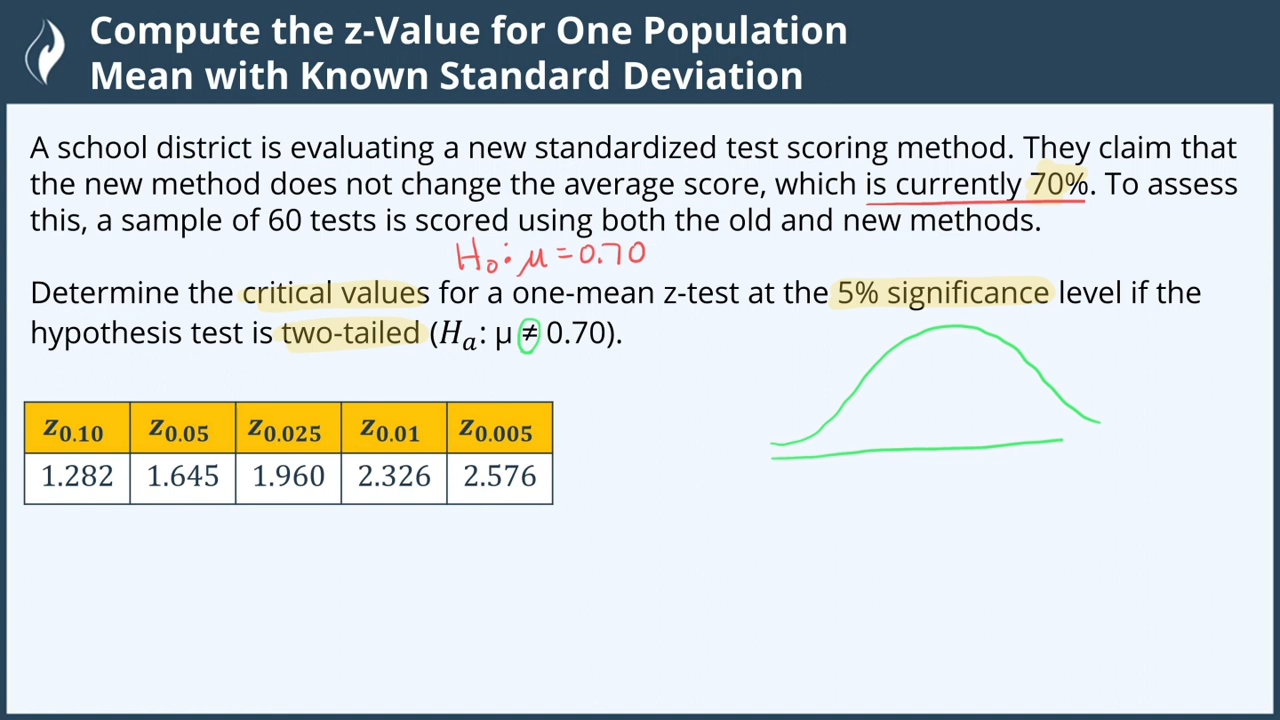 Compute the z-Value for One Population
Mean with Known Standard Deviation
A school district is evaluating a new standardized test scoring method. They claim that
the new method does not change the average score, which is currently 70%. To assess
this, a sample of 60 tests is scored using both the old and new methods.
H₀: μ = 0.70
Determine the critical values for a one-mean z-test at the 5% significance level if the
hypothesis test is two-tailed (Hₐ: μ ≠ 0.70).
z0.10 z0.05 z0.025 z0.01 z0.005
1.282 1.645 1.960 2.326 2.576